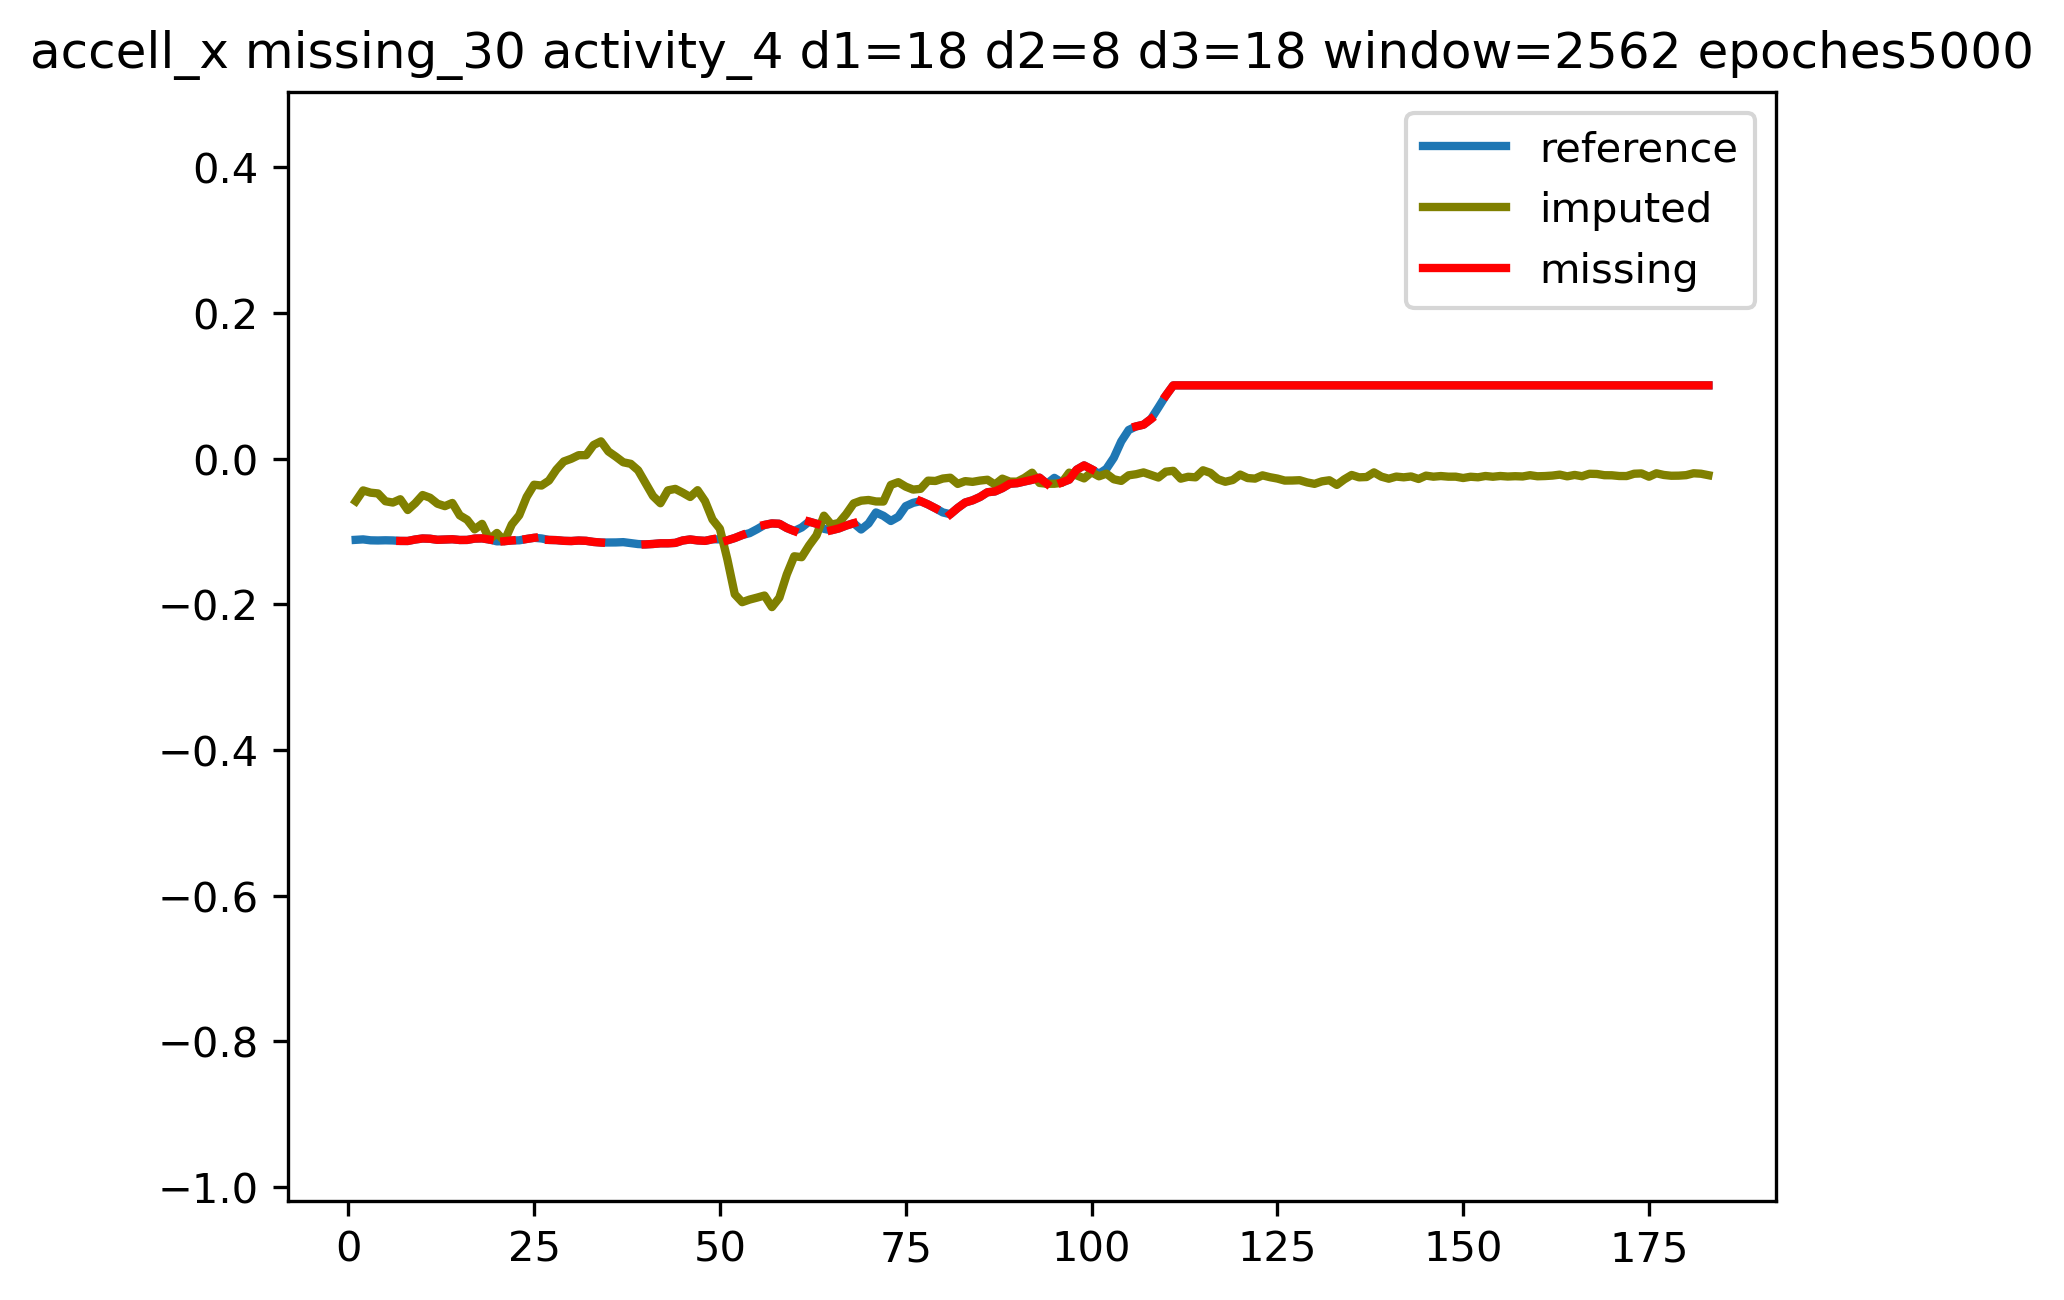 accell_x missing_30 activity_4 d1=18 d2=8 d3=18 window=2562 epoches5000
reference
imputed
missing
0.4
0.2
0.0
−0.2
−0.4
−0.6
−0.8
−1.0
0 25 50 75 100 125 150 175